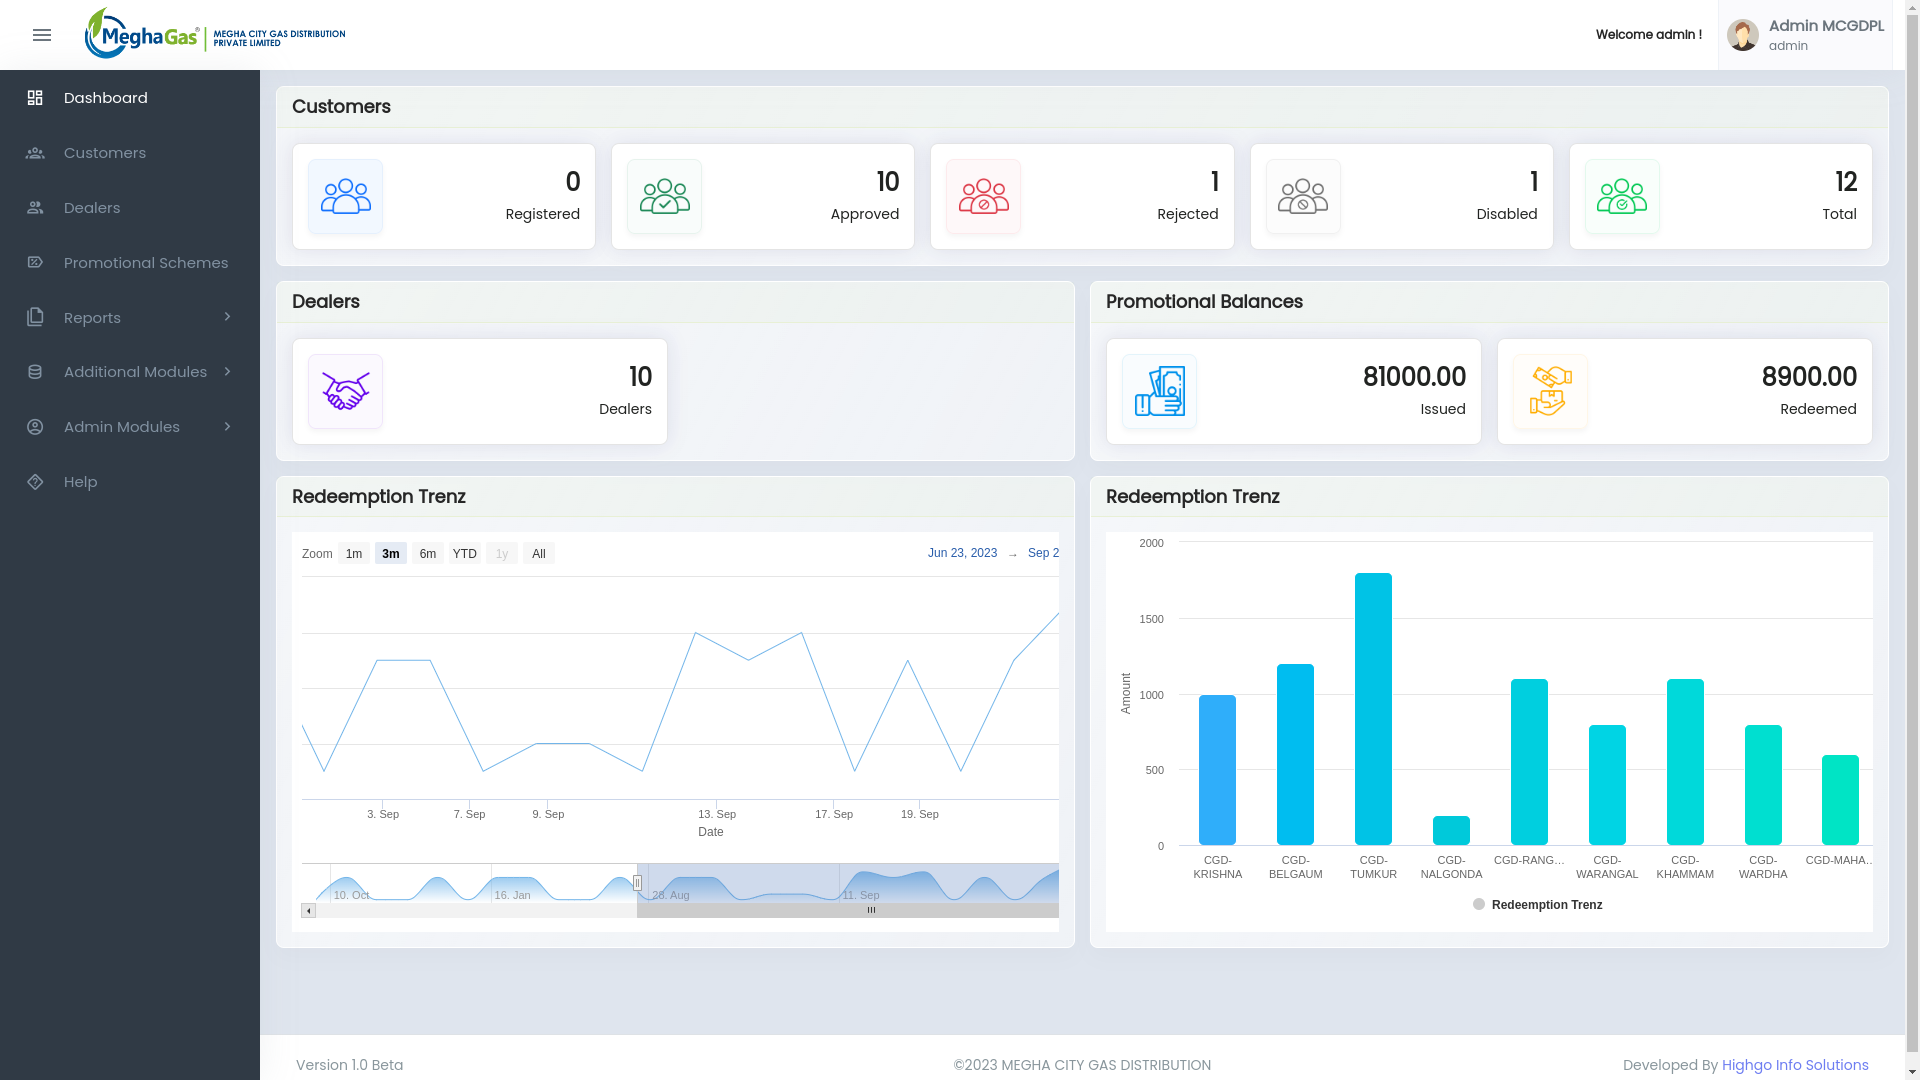 MeghaGas®
MEGHA CITY GAS DISTRIBUTION
PRIVATE LIMITED
Welcome admin !
Admin MCGDPL
admin
Dashboard
Customers
Dealers
Promotional Schemes
Reports
Additional Modules
Admin Modules
Help
Customers
0
Registered
10
Approved
1
Rejected
1
Disabled
12
Total
Dealers
10
Dealers
Promotional Balances
81000.00
Issued
8900.00
Redeemed
Redeemption Trenz
Zoom 1m 3m 6m YTD 1y All
Jun 23, 2023 → Sep 2
3. Sep 7. Sep 9. Sep 13. Sep 17. Sep 19. Sep
Date
10. Oct 16. Jan 28. Aug 11. Sep
Redeemption Trenz
2000
1500
1000
500
0
Amount
CGD-KRISHNA
CGD-BELGAUM
CGD-TUMKUR
CGD-NALGONDA
CGD-RANG…
CGD-WARANGAL
CGD-KHAMMAM
CGD-WARDHA
CGD-MAHA…
Redeemption Trenz
Version 1.0 Beta
©2023 MEGHA CITY GAS DISTRIBUTION
Developed By Highgo Info Solutions